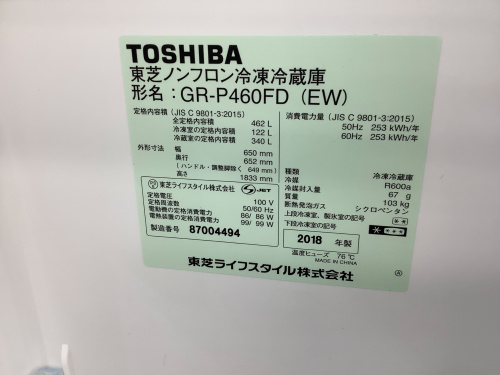 TOSHIBA
東芝ノンフロン冷凍冷蔵庫
形名：GR-P460FD (EW)
定格内容積 (JIS C 9801-3:2015)
全定格内容積 462 L
冷凍室の定格内容積 122 L
冷蔵室の定格内容積 340 L
外形寸法 幅 650 mm
奥行 652 mm
(ハンドル・調整脚除く 649 mm)
高さ 1833 mm
東芝ライフスタイル株式会社 S-JET
定格電圧 100 V
定格周波数 50/60 Hz
電動機の定格消費電力 86/ 86 W
電熱装置の定格消費電力 99/ 99 W
製造番号 87004494
消費電力量 (JIS C 9801-3:2015)
50Hz 253 kWh/年
60Hz 253 kWh/年
種類 冷凍冷蔵庫
冷媒 R600a
冷媒封入量 67 g
質量 103 kg
断熱発泡ガス シクロペンタン
上段冷凍室、製氷室の記号 **
下段冷凍室の記号 ****
2018 年製
温度ヒューズ 76℃
MADE IN CHINA
東芝ライフスタイル株式会社
Ⓐ